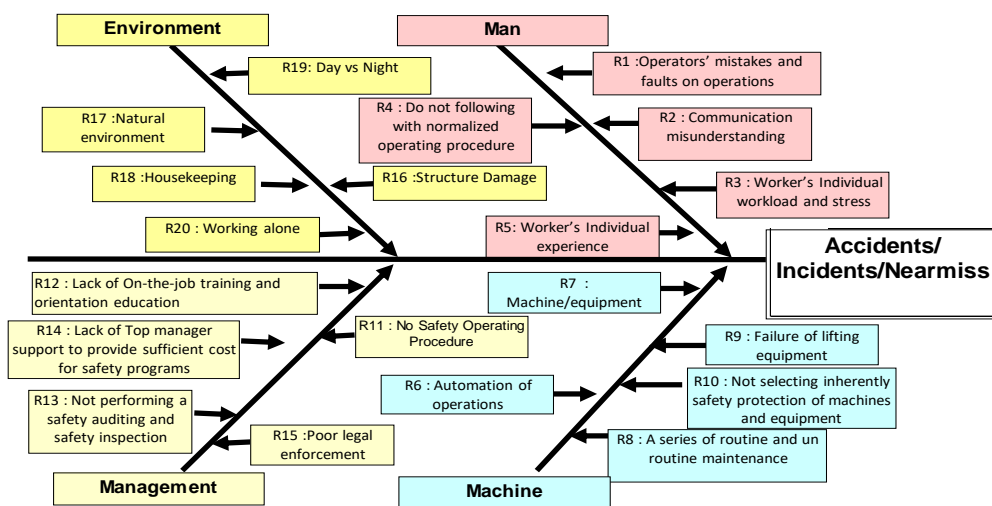 Environment
Man
R19: Day vs Night
R1 :Operators' mistakes and
faults on operations
R17 :Natural
environment
R4 : Do not following
with normalized
operating procedure
R2 : Communication
misunderstanding
R18 :Housekeeping
R16 :Structure Damage
R3 : Worker's Individual
workload and stress
R20 : Working alone
R5: Worker's Individual
experience
Accidents/
Incidents/Nearmiss
R12 : Lack of On-the-job training and
orientation education
R7 :
Machine/equipment
R14 : Lack of Top manager
support to provide sufficient cost
for safety programs
R11 : No Safety Operating
Procedure
R9 : Failure of lifting
equipment
R6 : Automation of
operations
R10 : Not selecting inherently
safety protection of machines
and equipment
R13 : Not performing a
safety auditing and
safety inspection
R15 :Poor legal
enforcement
R8 : A series of routine and un
routine maintenance
Management
Machine